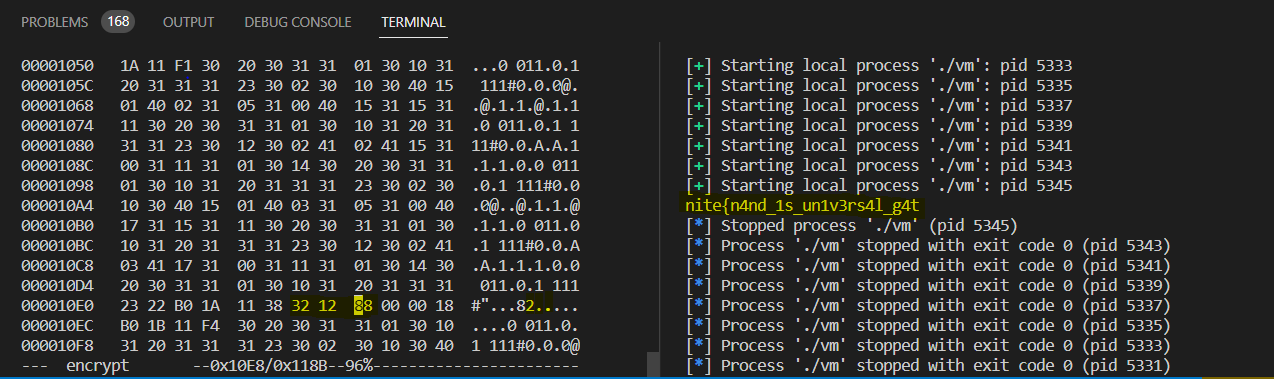 PROBLEMS 168 OUTPUT DEBUG CONSOLE TERMINAL
00001050 1A 11 F1 30 20 30 31 31 01 30 10 31 ...0 011.0.1
0000105C 20 31 31 31 23 30 02 30 10 30 40 15 111#0.0.0@.
00001068 01 40 02 31 05 31 00 40 15 31 15 31 .@.1.1.@.1.1
00001074 11 30 20 30 31 31 01 30 10 31 20 31 .0 011.0.1 1
00001080 31 31 23 30 12 30 02 41 02 41 15 31 11#0.0.A.A.1
0000108C 00 31 11 31 01 30 14 30 20 30 31 31 .1.1.0.0 011
00001098 01 30 10 31 20 31 31 31 23 30 02 30 .0.1 111#0.0
000010A4 10 30 40 15 01 40 03 31 05 31 00 40 .0@..@.1.1.@
000010B0 17 31 15 31 11 30 20 30 31 31 01 30 .1.1.0 011.0
000010BC 10 31 20 31 31 31 23 30 12 30 02 41 .1 111#0.0.A
000010C8 03 41 17 31 00 31 11 31 01 30 14 30 .A.1.1.1.0.0
000010D4 20 30 31 31 01 30 10 31 20 31 31 31 011.0.1 111
000010E0 23 22 B0 1A 11 38 32 12 88 00 00 18 #"...82.....
000010EC B0 1B 11 F4 30 20 30 31 31 01 30 10 ....0 011.0.
000010F8 31 20 31 31 31 23 30 02 30 10 30 40 1 111#0.0.0@
--- encrypt --0x10E8/0x118B--96%-----------------------
[+] Starting local process './vm': pid 5333
[+] Starting local process './vm': pid 5335
[+] Starting local process './vm': pid 5337
[+] Starting local process './vm': pid 5339
[+] Starting local process './vm': pid 5341
[+] Starting local process './vm': pid 5343
[+] Starting local process './vm': pid 5345
nite{n4nd_1s_un1v3rs4l_g4t
[*] Stopped process './vm' (pid 5345)
[*] Process './vm' stopped with exit code 0 (pid 5343)
[*] Process './vm' stopped with exit code 0 (pid 5341)
[*] Process './vm' stopped with exit code 0 (pid 5339)
[*] Process './vm' stopped with exit code 0 (pid 5337)
[*] Process './vm' stopped with exit code 0 (pid 5335)
[*] Process './vm' stopped with exit code 0 (pid 5333)
[*] Process './vm' stopped with exit code 0 (pid 5331)